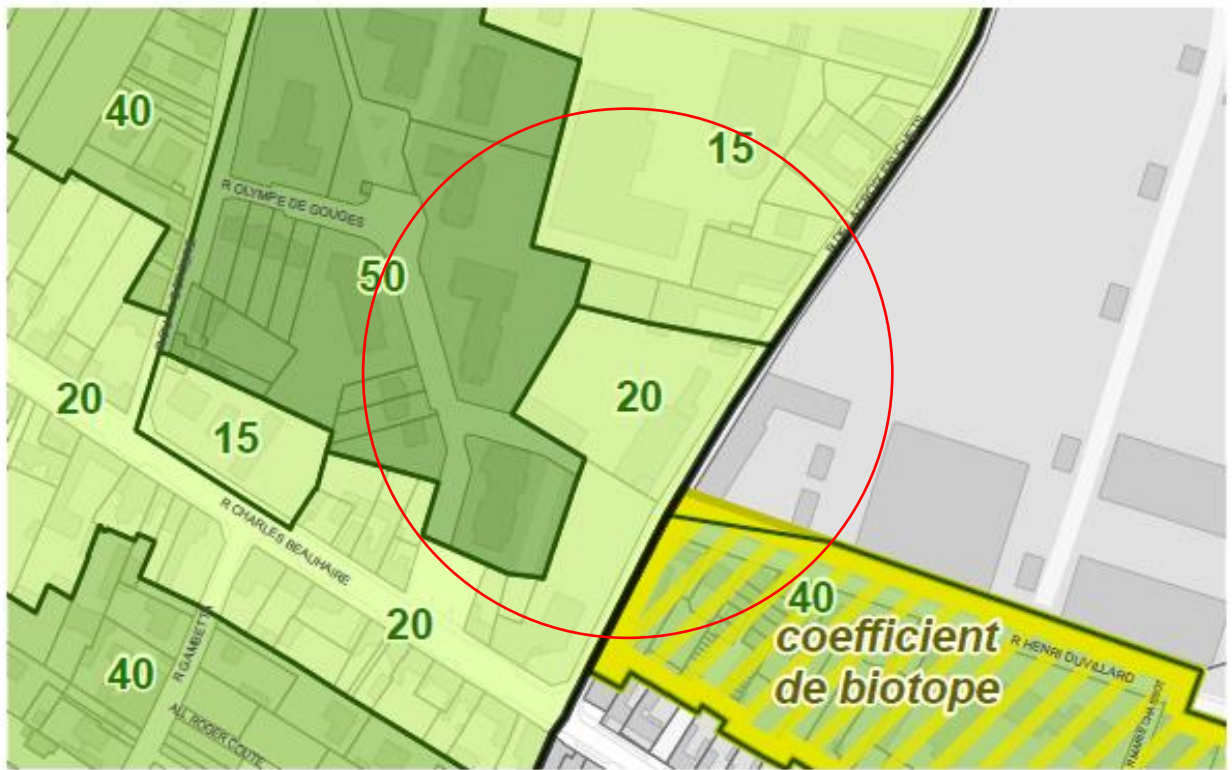 40
15
R OLYMPE DE GOUGES
50
20
20
15
R CHARLES BEAUHAIRE
40
coefficient
de biotope
20
R HENRI DUVILLARD
40
R GAMBETTA
ALL ROGER COUTE